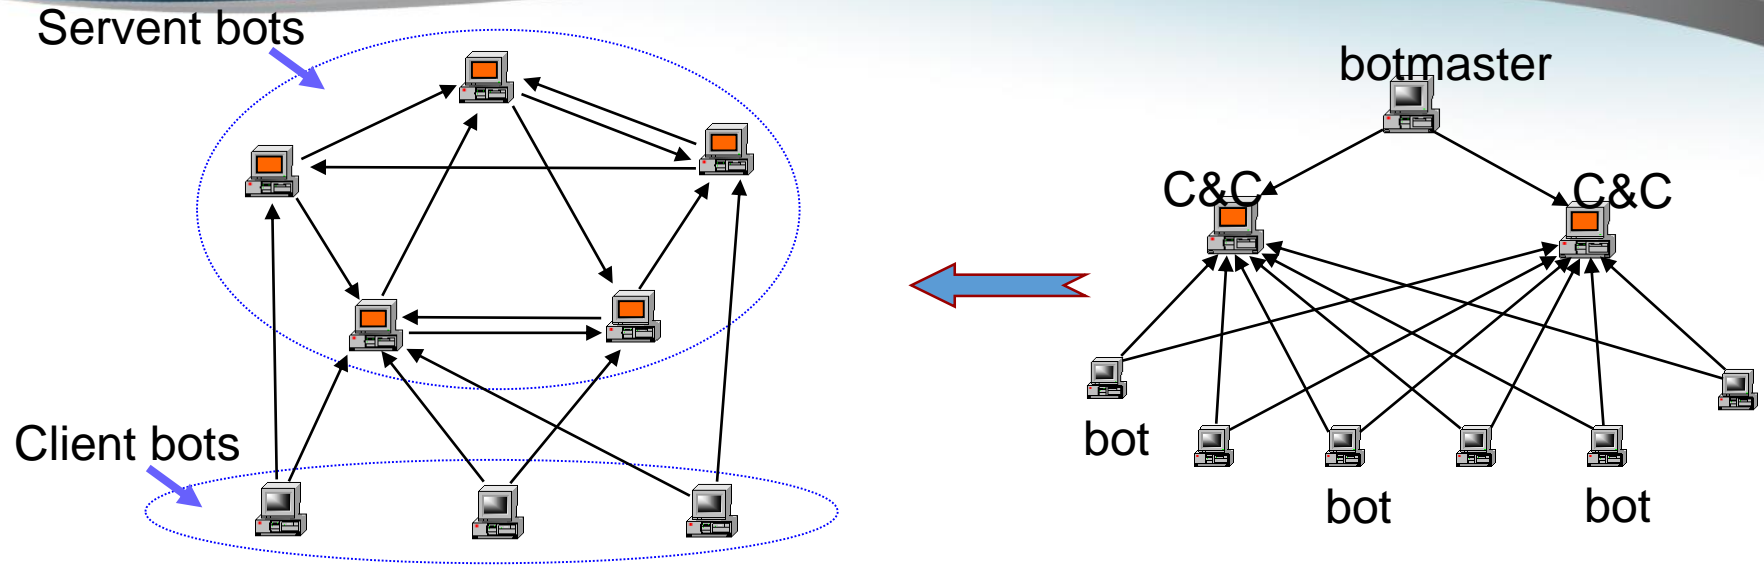 Servent bots
botmaster
C&C
C&C
Client bots
bot
bot
bot